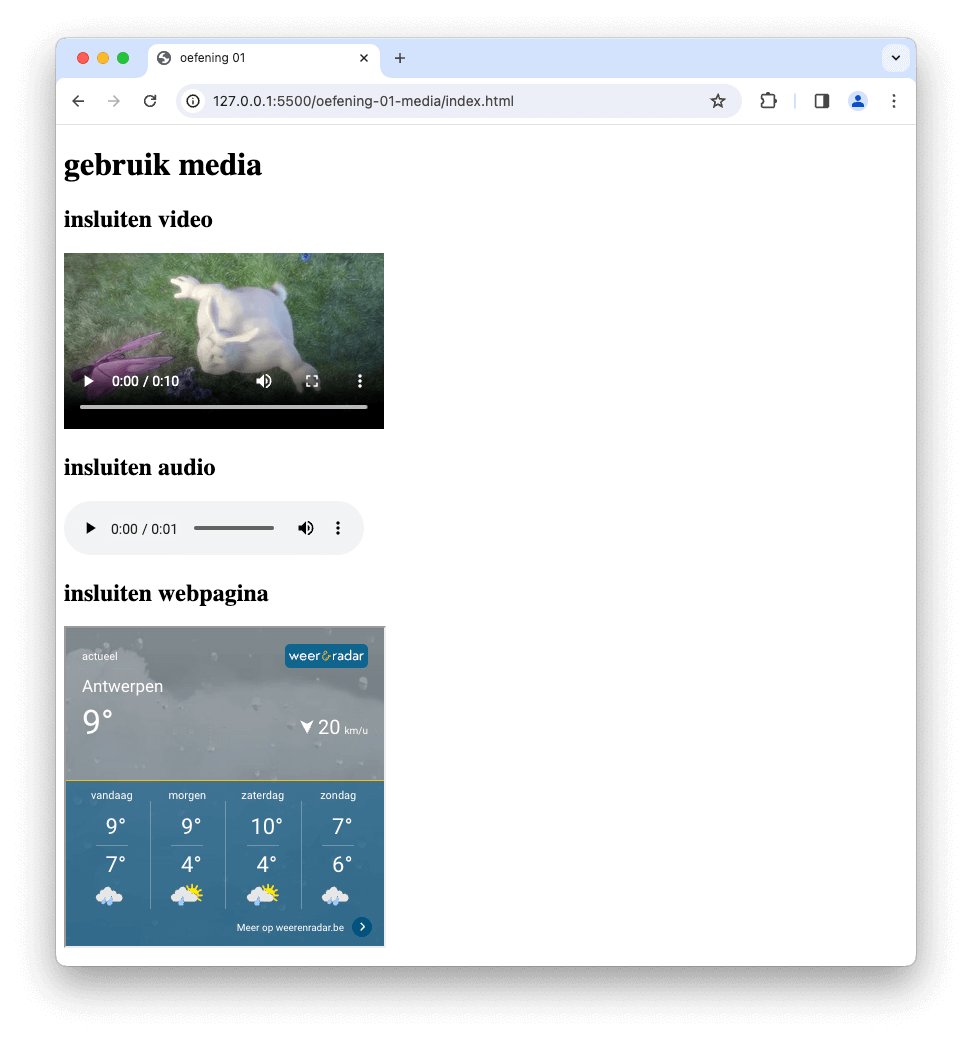 oefening 01
127.0.0.1:5500/oefening-01-media/index.html
gebruik media
insluiten video
0:00 / 0:10
insluiten audio
0:00 / 0:01
insluiten webpagina
actueel
weer&radar
Antwerpen
9°
20 km/u
vandaag morgen zaterdag zondag
9° 9° 10° 7°
7° 4° 4° 6°
Meer op weerenradar.be